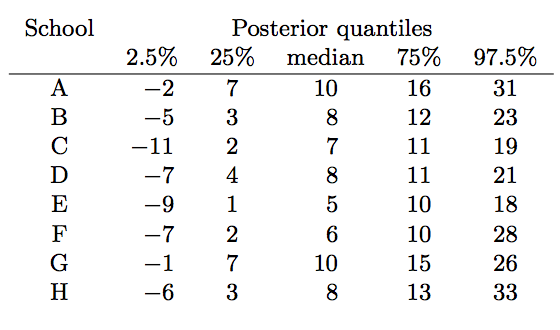 School Posterior quantiles
2.5% 25% median 75% 97.5%
A −2 7 10 16 31
B −5 3 8 12 23
C −11 2 7 11 19
D −7 4 8 11 21
E −9 1 5 10 18
F −7 2 6 10 28
G −1 7 10 15 26
H −6 3 8 13 33